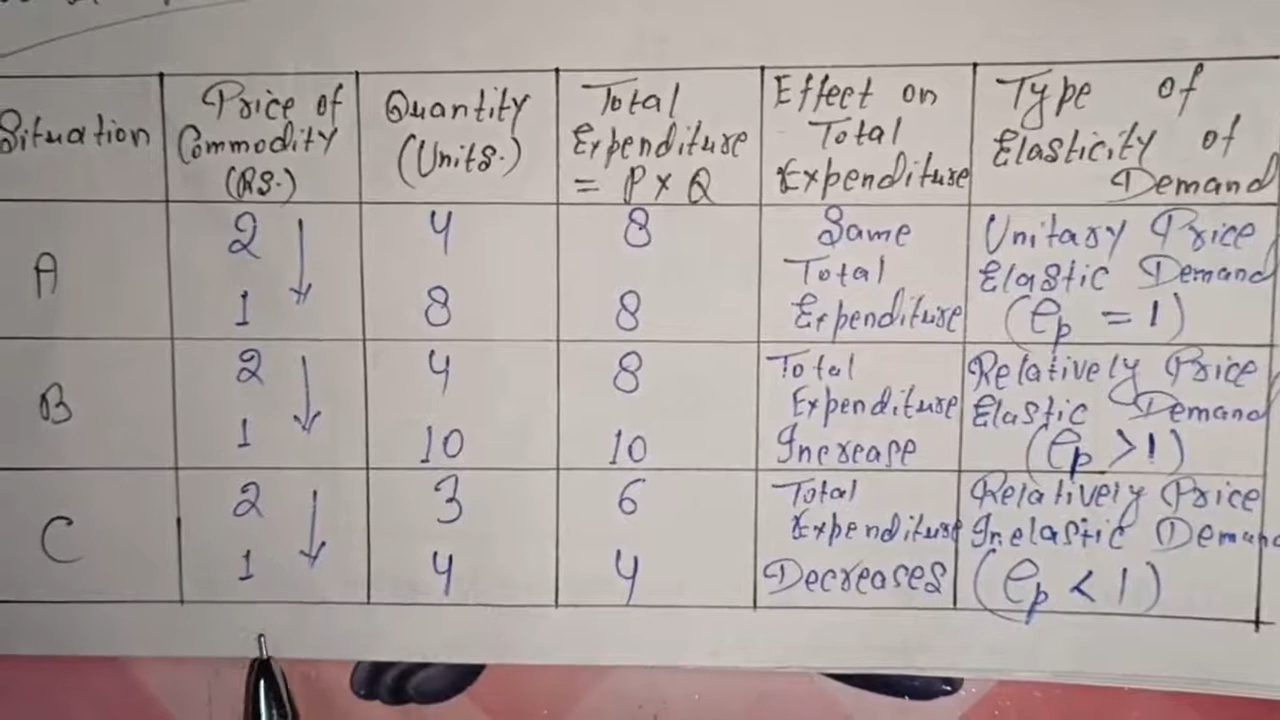 Situation
Price of
Commodity
(RS.)
Quantity
(Units.)
Total
Expenditure
= P x Q
Effect on
Total
Expenditure
Type of
Elasticity of
Demand
A
2
1
4
8
8
8
Same
Total
Expenditure
Unitary Price
Elastic Demand
(ep = 1)
B
2
1
4
10
8
10
Total
Expenditure
Increase
Relatively Price
Elastic Demand
(ep >1)
C
2
1
3
4
6
4
Total
Expenditure
Decreases
Relatively Price
Inelastic Demand
(ep < 1)